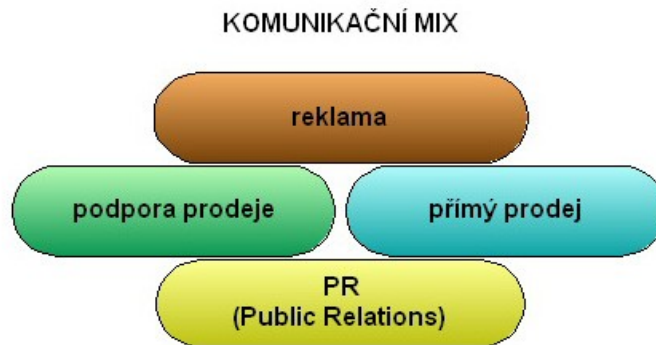 KOMUNIKAČNÍ MIX
reklama
podpora prodeje
přímý prodej
PR
(Public Relations)